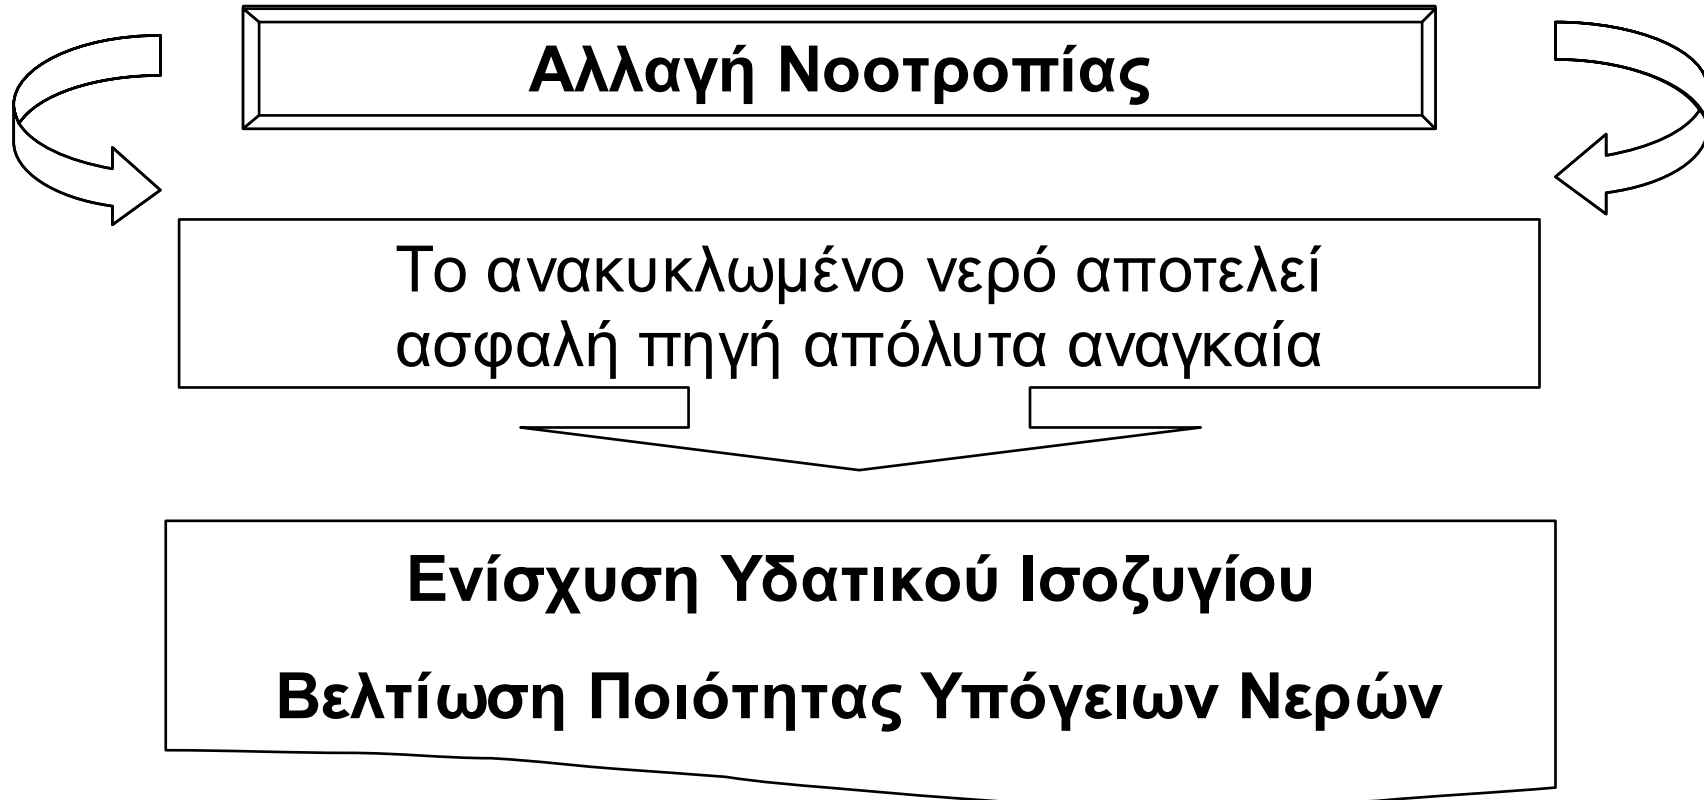 Αλλαγή Νοοτροπίας
Το ανακυκλωμένο νερό αποτελεί
ασφαλή πηγή απόλυτα αναγκαία
Ενίσχυση Υδατικού Ισοζυγίου
Βελτίωση Ποιότητας Υπόγειων Νερών